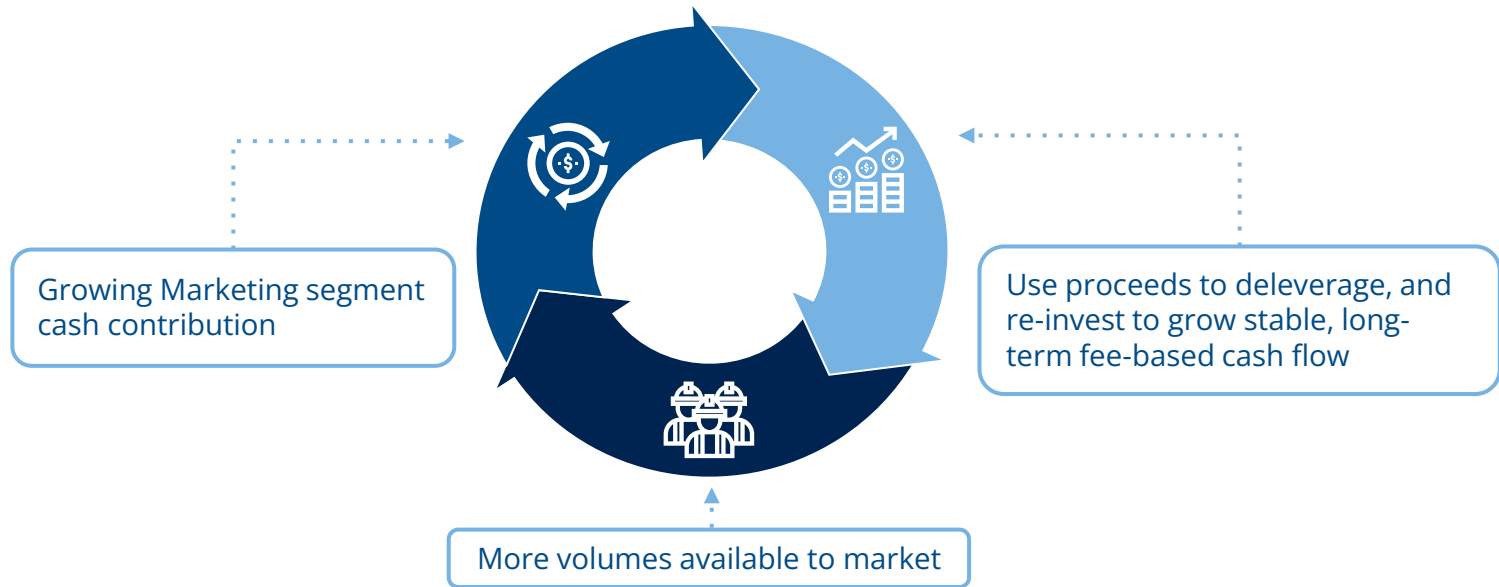 Growing Marketing segment
cash contribution
Use proceeds to deleverage, and
re-invest to grow stable, long-
term fee-based cash flow
More volumes available to market